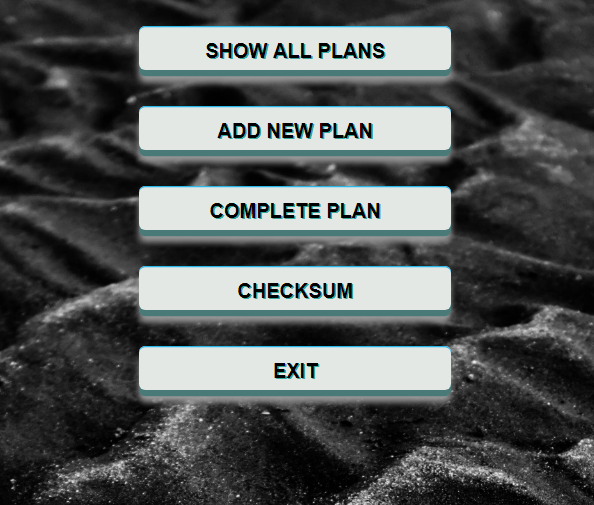 SHOW ALL PLANS
ADD NEW PLAN
COMPLETE PLAN
CHECKSUM
EXIT